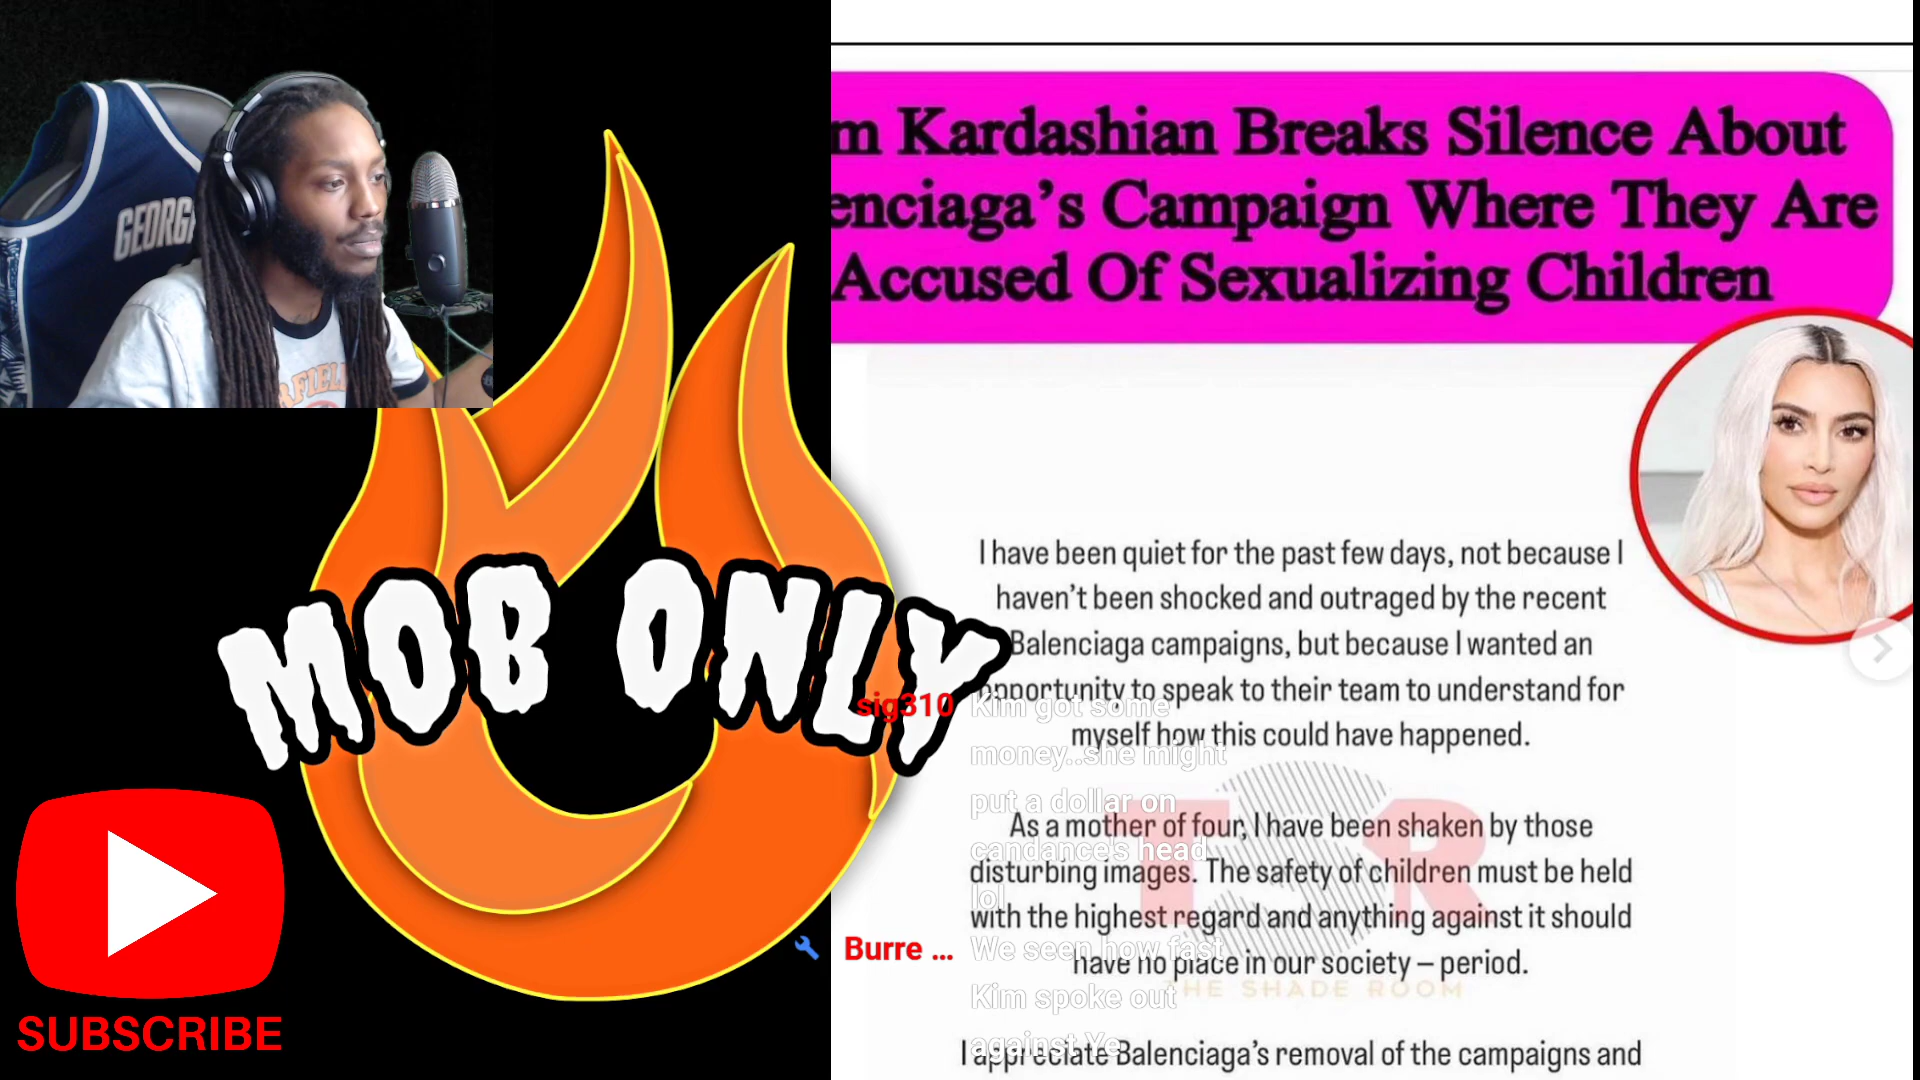 m Kardashian Breaks Silence About
enciaga's Campaign Where They Are
Accused Of Sexualizing Children
GEORG
RFIEL
I have been quiet for the past few days, not because I
haven't been shocked and outraged by the recent
Balenciaga campaigns, but because I wanted an
opportunity to speak to their team to understand for
myself how this could have happened.
As a mother of four, I have been shaken by those
disturbing images. The safety of children must be held
with the highest regard and anything against it should
have no place in our society – period.
I appreciate Balenciaga's removal of the campaigns and
TSR
THE SHADE ROOM
MOB ONLY
sig310 Kim got some
money..she might
put a dollar on
candance's head
lol
Burre ... We seen how fast
Kim spoke out
against Ye
SUBSCRIBE